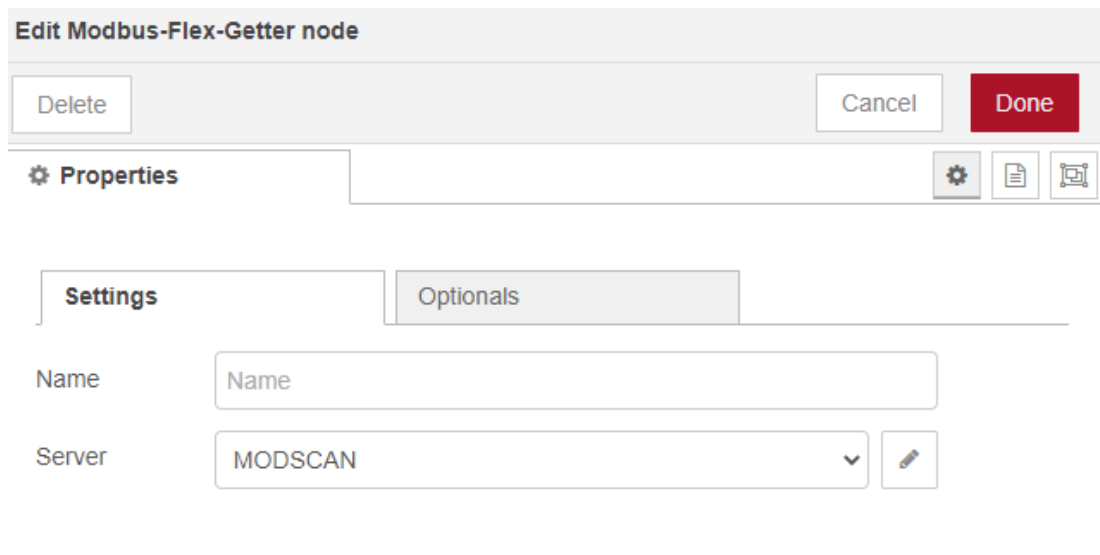 Edit Modbus-Flex-Getter node
Delete Cancel Done
Properties
Settings Optionals
Name Name
Server MODSCAN